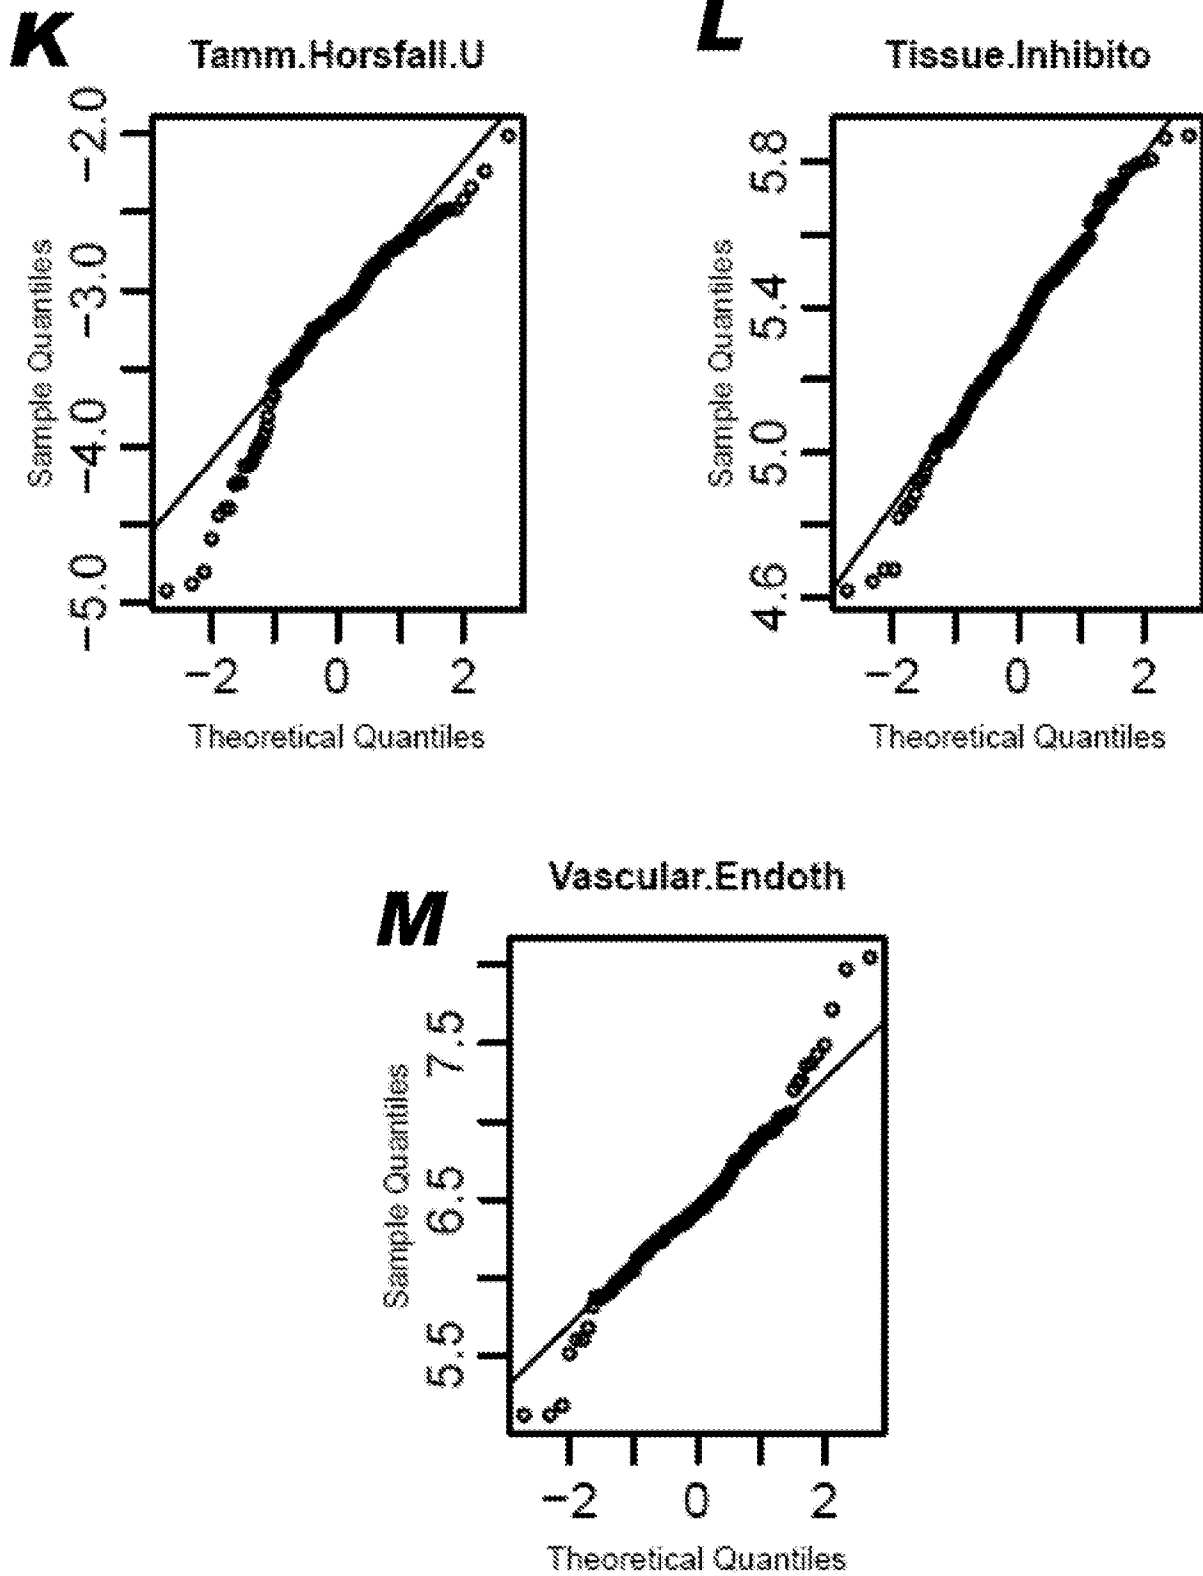 K
Tamm.Horsfall.U
Sample Quantiles
−2.0
−3.0
−4.0
−5.0
−2 0 2
Theoretical Quantiles
L
Tissue.Inhibito
Sample Quantiles
5.8
5.4
5.0
4.6
−2 0 2
Theoretical Quantiles
M
Vascular.Endoth
Sample Quantiles
7.5
6.5
5.5
−2 0 2
Theoretical Quantiles